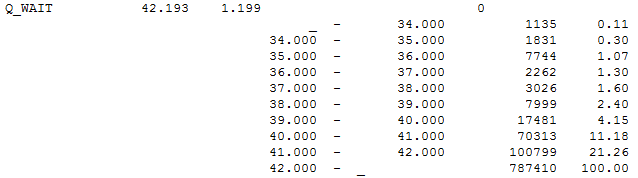 Q_WAIT 42.193 1.199 0
_ - 34.000 1135 0.11
34.000 - 35.000 1831 0.30
35.000 - 36.000 7744 1.07
36.000 - 37.000 2262 1.30
37.000 - 38.000 3026 1.60
38.000 - 39.000 7999 2.40
39.000 - 40.000 17481 4.15
40.000 - 41.000 70313 11.18
41.000 - 42.000 100799 21.26
42.000 - _ 787410 100.00